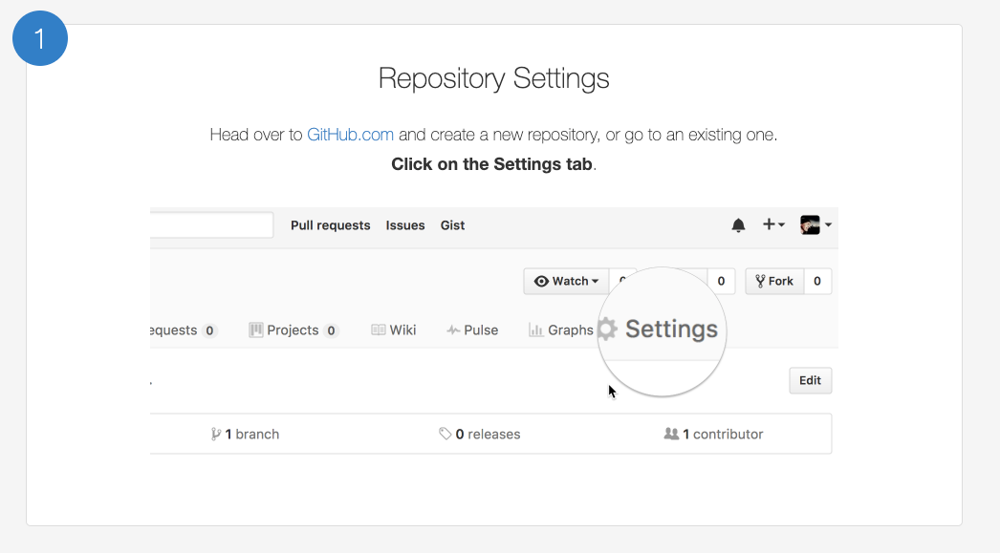 1
Repository Settings
Head over to GitHub.com and create a new repository, or go to an existing one.
Click on the Settings tab.
Pull requests Issues Gist
Watch 0 Fork 0
equests 0 Projects 0 Wiki Pulse Graphs Settings
Edit
1 branch 0 releases 1 contributor